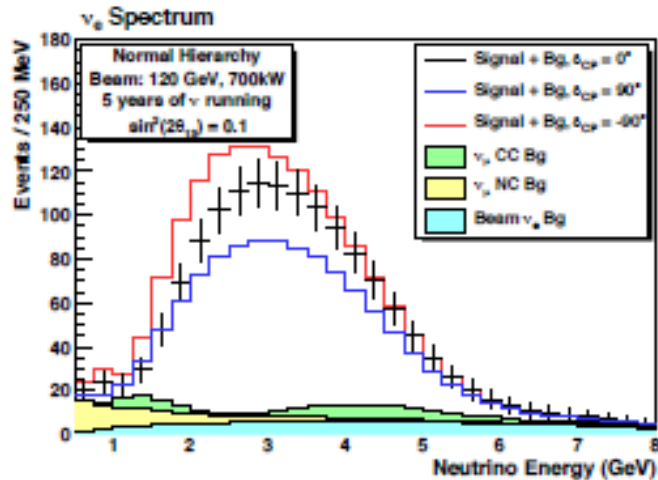 νe Spectrum
Normal Hierarchy
Beam: 120 GeV, 700kW
5 years of ν running
sin²(2θ₁₃) = 0.1
Signal + Bg, δCP = 0°
Signal + Bg, δCP = 90°
Signal + Bg, δCP = -90°
νμ CC Bg
νμ NC Bg
Beam νe Bg
Events / 250 MeV
180
160
140
120
100
80
60
40
20
0
1 2 3 4 5 6 7 8
Neutrino Energy (GeV)